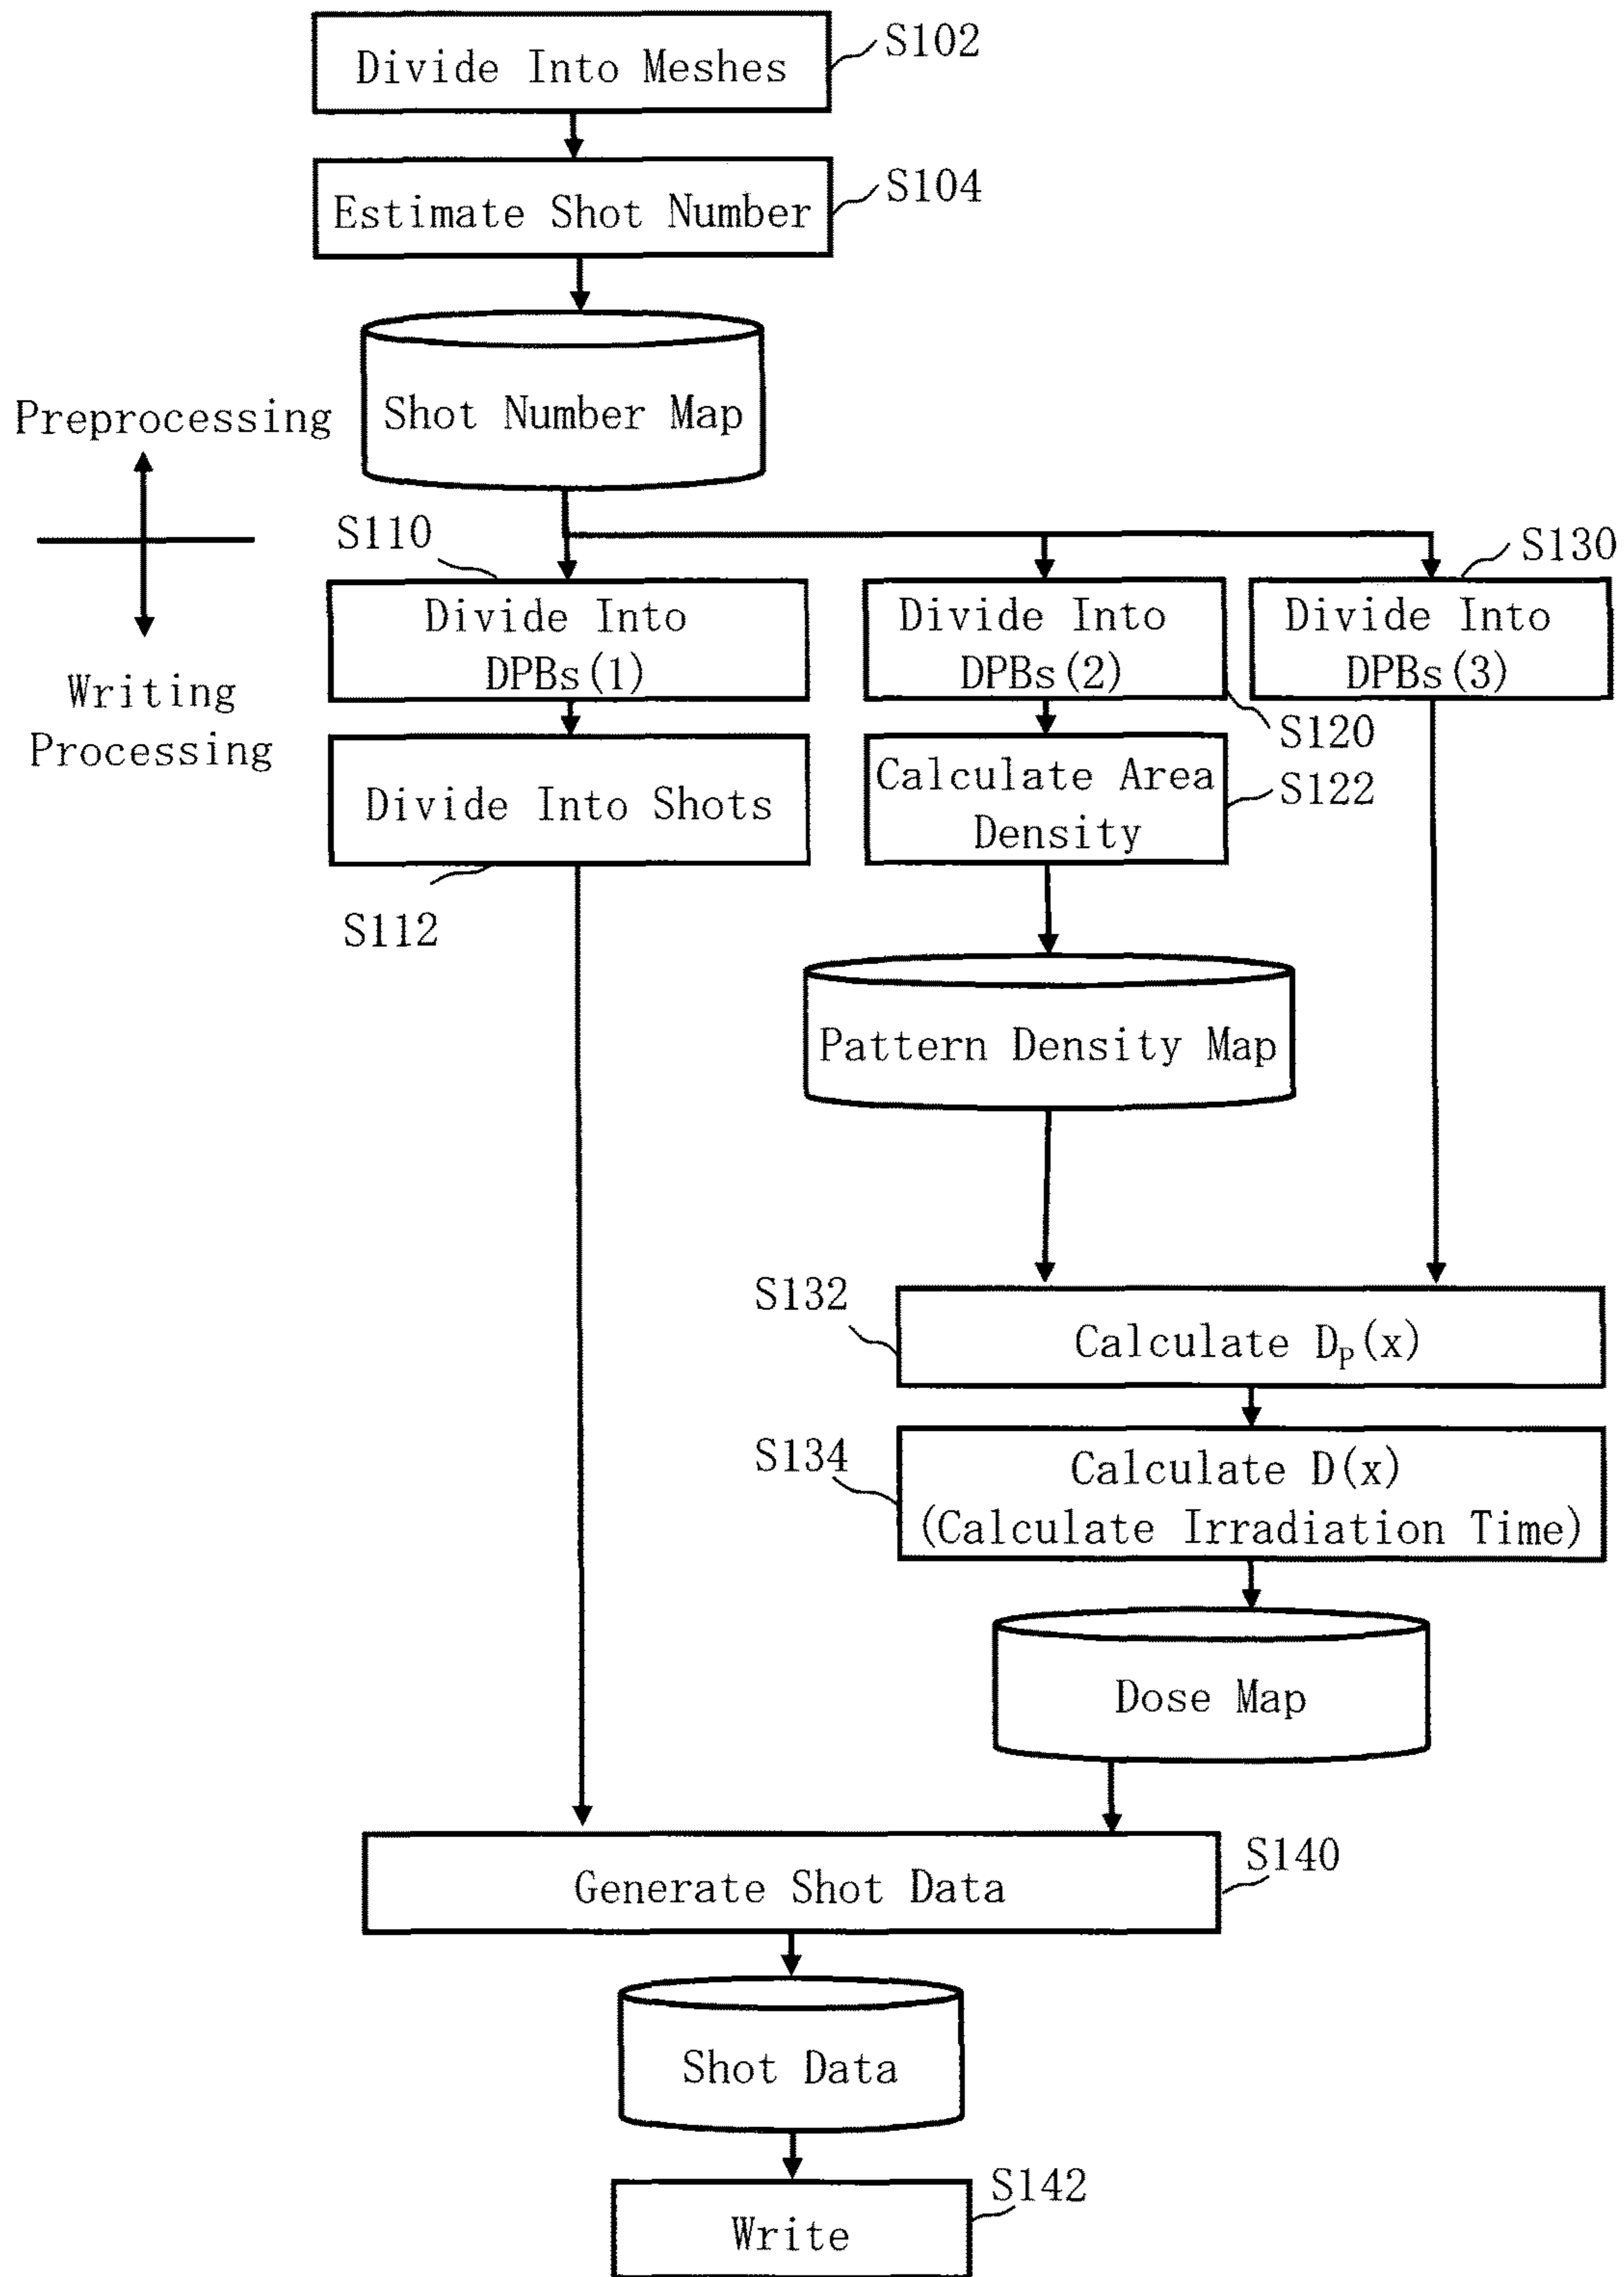 Divide Into Meshes
S102
Estimate Shot Number
S104
Shot Number Map
Preprocessing
Writing
Processing
S110
Divide Into
DPBs(1)
Divide Into
DPBs(2)
S120
S130
Divide Into
DPBs(3)
Divide Into Shots
S112
Calculate Area
Density
S122
Pattern Density Map
S132
Calculate Dₚ(x)
S134
Calculate D(x)
(Calculate Irradiation Time)
Dose Map
Generate Shot Data
S140
Shot Data
Write
S142